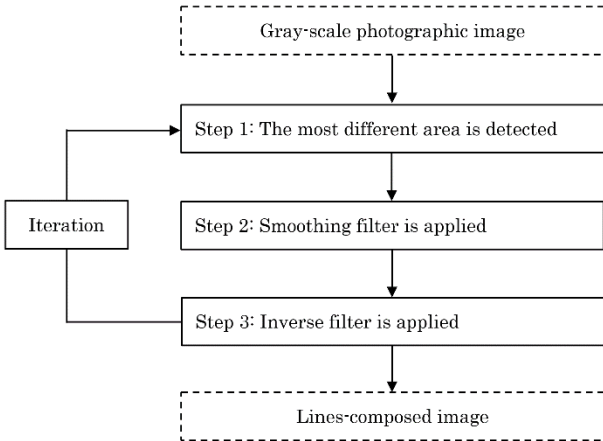 Gray-scale photographic image
Step 1: The most different area is detected
Iteration
Step 2: Smoothing filter is applied
Step 3: Inverse filter is applied
Lines-composed image